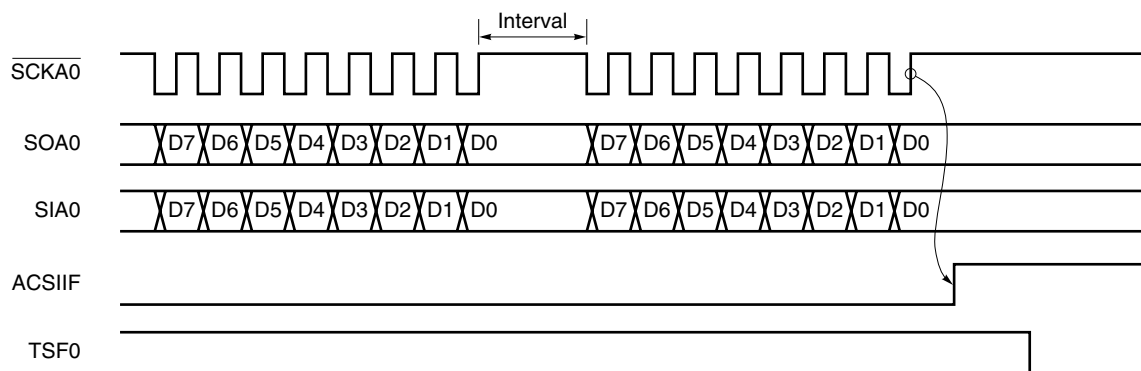 Interval
SCKA0
SOA0 D7 D6 D5 D4 D3 D2 D1 D0 D7 D6 D5 D4 D3 D2 D1 D0
SIA0 D7 D6 D5 D4 D3 D2 D1 D0 D7 D6 D5 D4 D3 D2 D1 D0
ACSIIF
TSF0